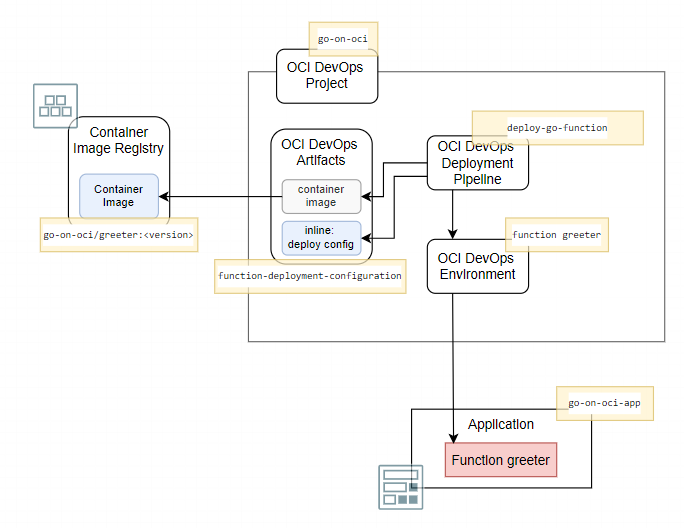 go-on-oci
OCI DevOps
Project
Container
Image Registry
Container
Image
go-on-oci/greeter:<version>
OCI DevOps
Artifacts
container
image
inline:
deploy config
function-deployment-configuration
deploy-go-function
OCI DevOps
Deployment
Pipeline
function greeter
OCI DevOps
Environment
go-on-oci-app
Application
Function greeter